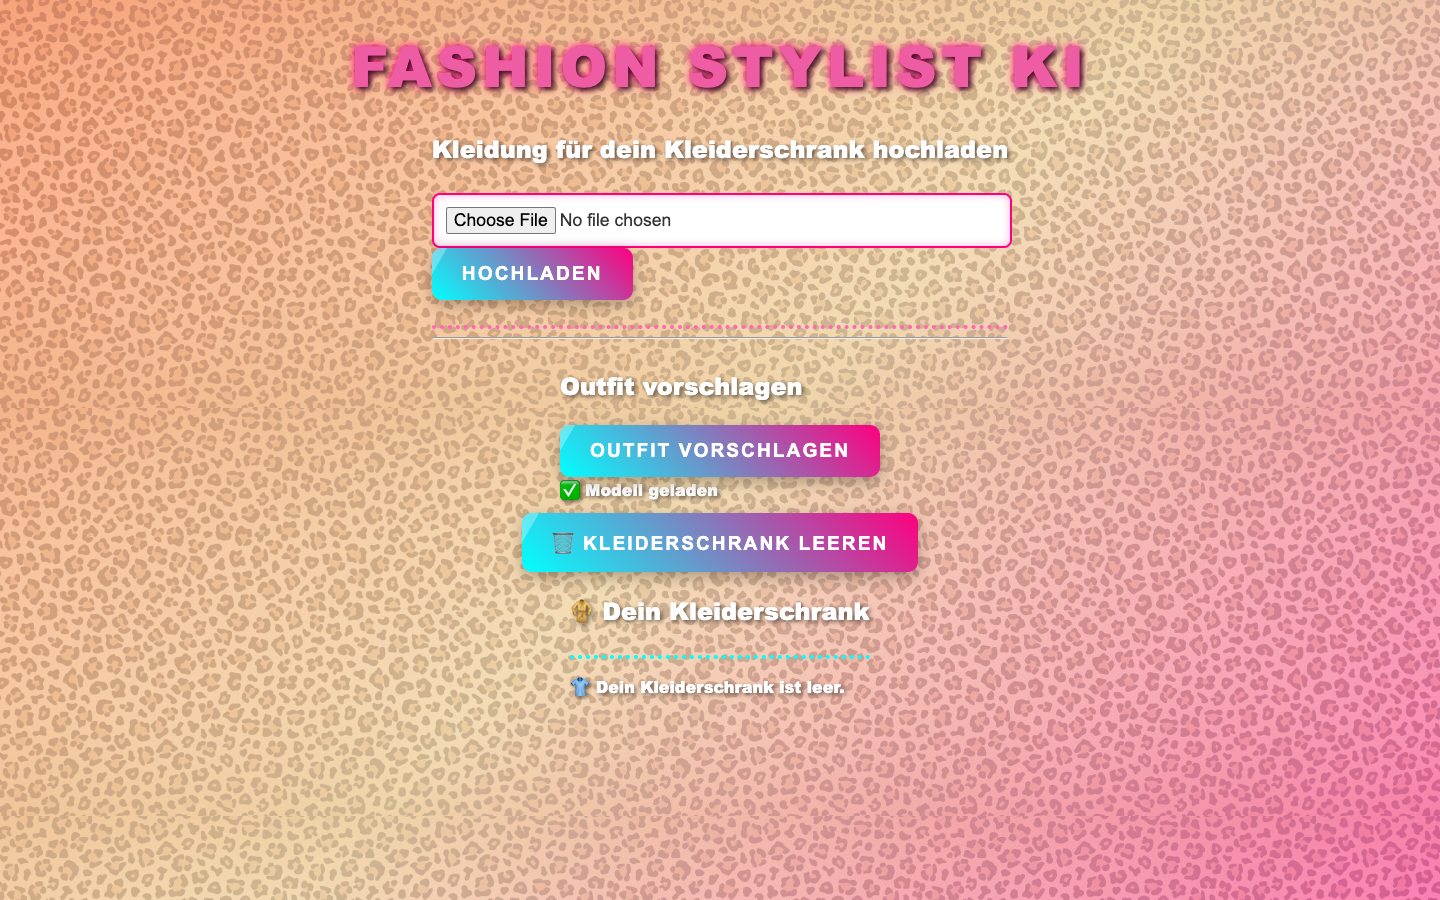 FASHION STYLIST KI
Kleidung für dein Kleiderschrank hochladen
Choose File No file chosen
HOCHLADEN
Outfit vorschlagen
OUTFIT VORSCHLAGEN
✅ Modell geladen
🗑️ KLEIDERSCHRANK LEEREN
🧥 Dein Kleiderschrank
👕 Dein Kleiderschrank ist leer.